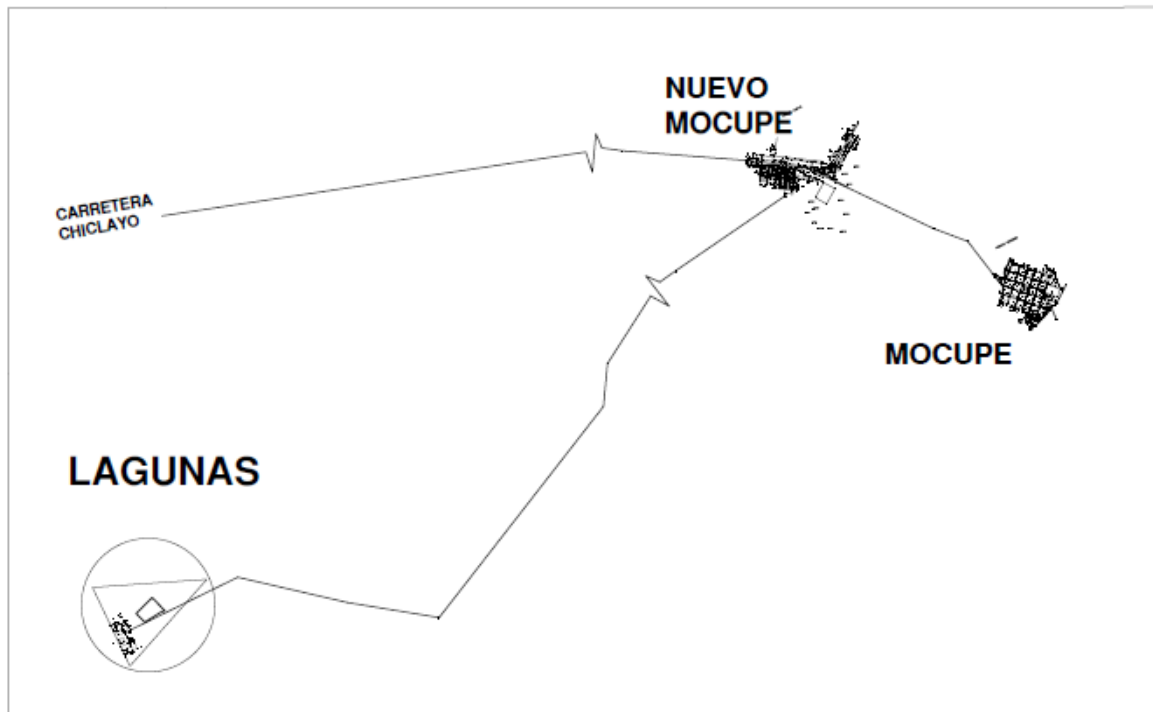 NUEVO
MOCUPE
CARRETERA
CHICLAYO
MOCUPE
LAGUNAS